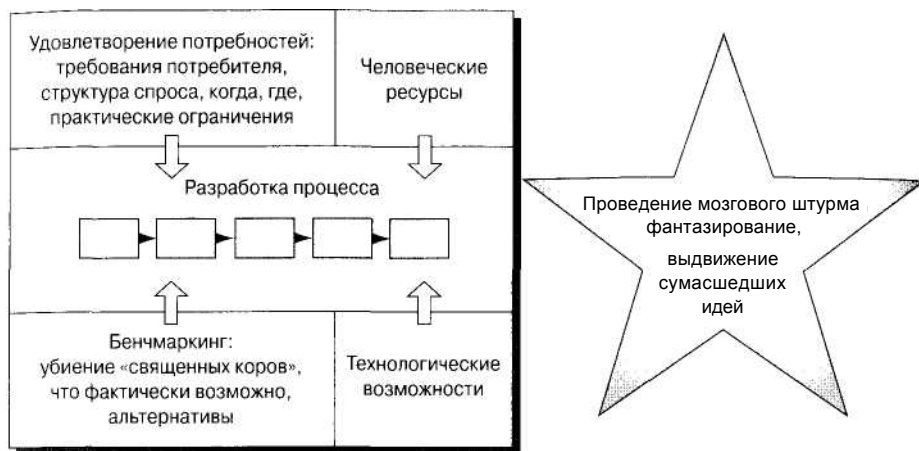 Удовлетворение потребностей:
требования потребителя,
структура спроса, когда, где,
практические ограничения
Человеческие
ресурсы
Разработка процесса
Бенчмаркинг:
убиение «священных коров»,
что фактически возможно,
альтернативы
Технологические
возможности
Проведение мозгового штурма
фантазирование,
выдвижение
сумасшедших
идей